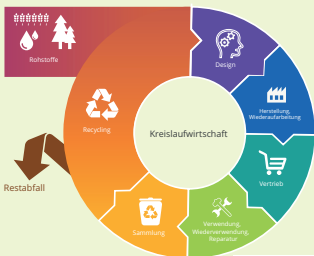 Rohstoffe
Design
Herstellung,
Wiederaufarbeitung
Vertrieb
Verwendung,
Wiederverwendung,
Reparatur
Sammlung
Recycling
Kreislaufwirtschaft
Restabfall